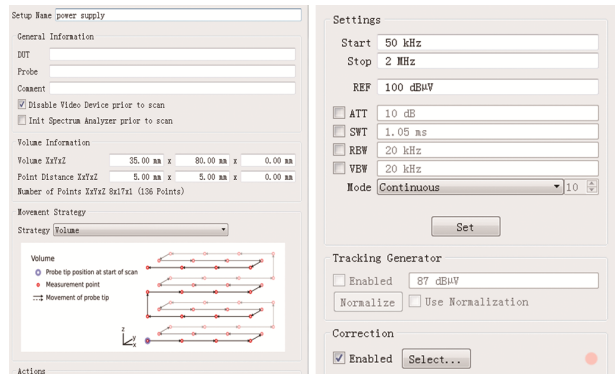 Setup Name power supply
General Information
DUT
Probe
Comment
Disable Video Device prior to scan
Init Spectrum Analyzer prior to scan
Volume Information
Volume XxYxZ 35.00 mm x 80.00 mm x 0.00 mm
Point Distance XxYxZ 5.00 mm x 5.00 mm x 0.00 mm
Number of Points XxYxZ 8x17x1 (136 Points)
Movement Strategy
Strategy Volume
Volume
Probe tip position at start of scan
Measurement point
Movement of probe tip
z
y
x
Actions
Settings
Start 50 kHz
Stop 2 MHz
REF 100 dBµV
ATT 10 dB
SWT 1.05 ms
RBW 20 kHz
VBW 20 kHz
Mode Continuous 10
Set
Tracking Generator
Enabled 87 dBµV
Normalize Use Normalization
Correction
Enabled Select...